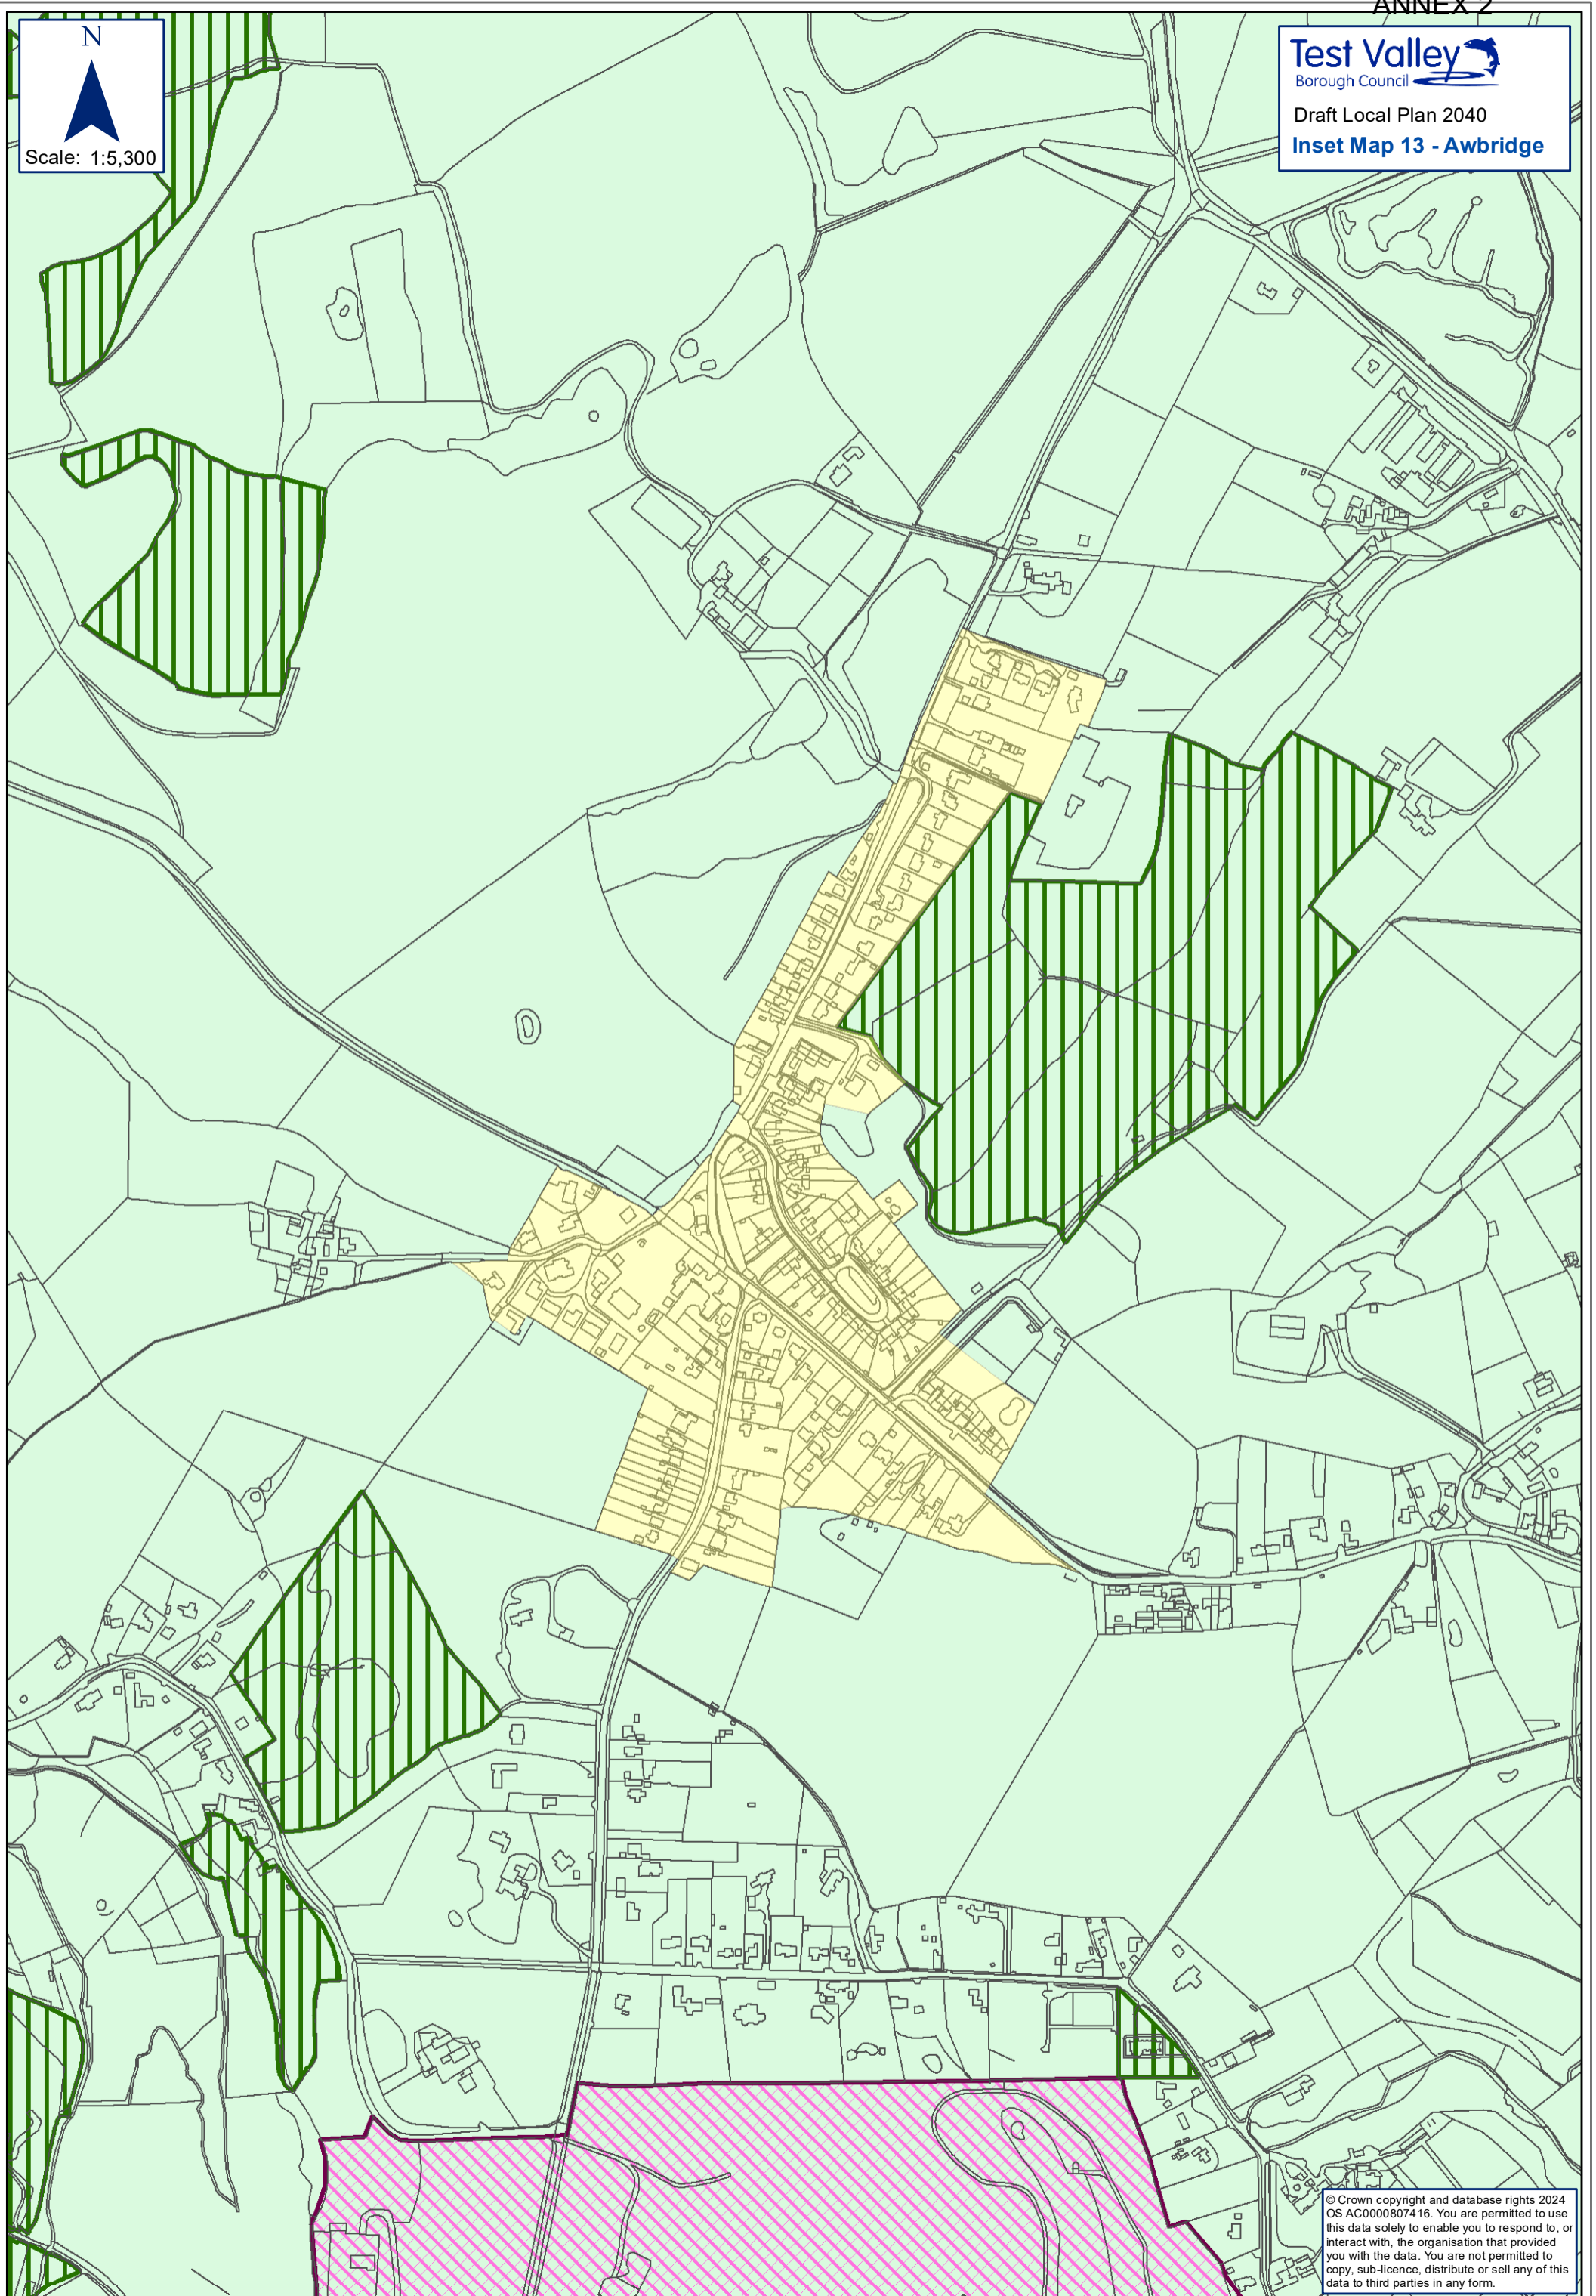 ANNEX 2
N
Scale: 1:5,300
Test Valley
Borough Council
Draft Local Plan 2040
Inset Map 13 - Awbridge
© Crown copyright and database rights 2024
OS AC0000807416. You are permitted to use
this data solely to enable you to respond to, or
interact with, the organisation that provided
you with the data. You are not permitted to
copy, sub-licence, distribute or sell any of this
data to third parties in any form.